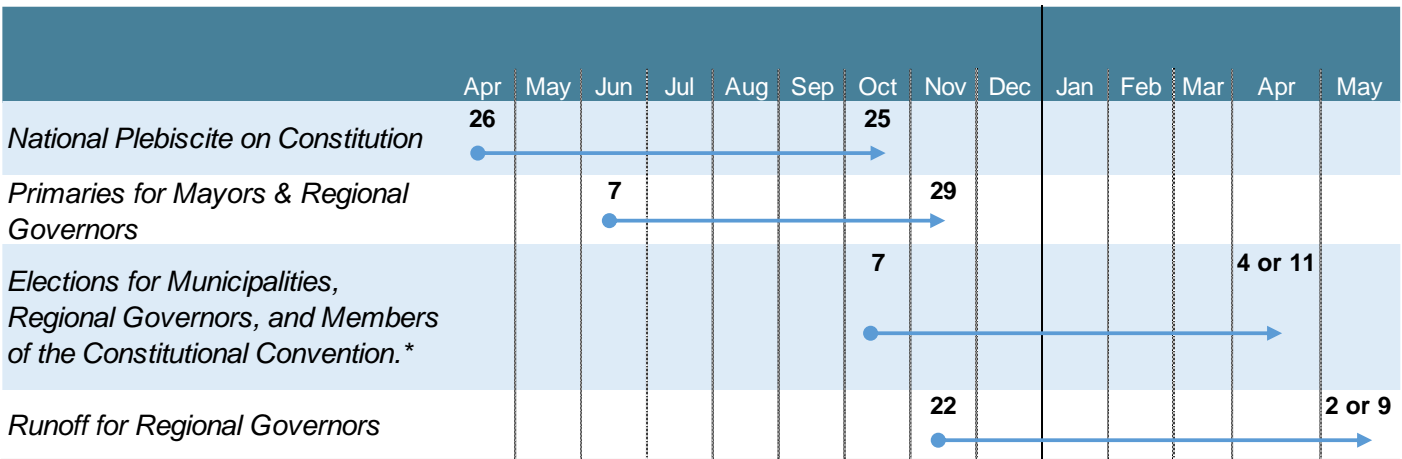 Apr May Jun Jul Aug Sep Oct Nov Dec Jan Feb Mar Apr May
26 25
National Plebiscite on Constitution
Primaries for Mayors & Regional
7 29
Governors
7 4 or 11
Elections for Municipalities,
Regional Governors, and Members
of the Constitutional Convention.*
22 2 or 9
Runoff for Regional Governors